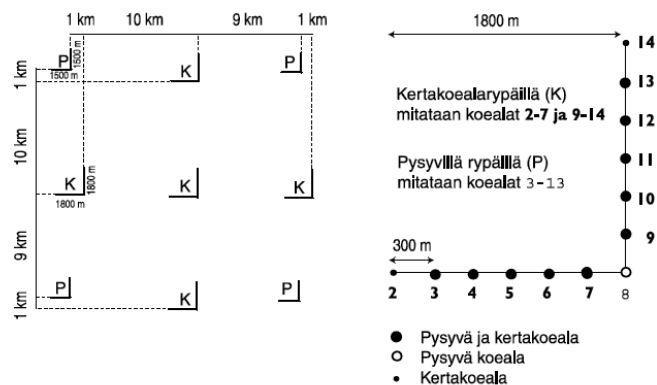 1 km 10 km 9 km 1 km
P 1500 m 1500 m K P
1 km
10 km
K 1800 m 1800 m K K
9 km
P K P
1 km
1800 m
14
13
Kertakoealarypäillä (K)
mitataan koealat 2-7 ja 9-14
12
Pysyvillä rypäillä (P)
mitataan koealat 3-13
11
10
9
300 m
2 3 4 5 6 7 8
Pysyvä ja kertakoeala
Pysyvä koeala
Kertakoeala